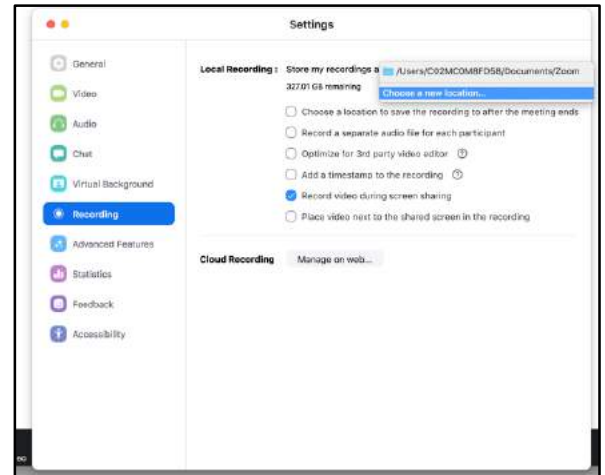 Settings
General
Video
Audio
Chat
Virtual Background
Recording
Advanced Features
Statistics
Feedback
Accessibility
Local Recording : Store my recordings a /Users/C02MC0M8FD58/Documents/Zoom
327.01 GB remaining Choose a new location...
Choose a location to save the recording to after the meeting ends
Record a separate audio file for each participant
Optimize for 3rd party video editor
Add a timestamp to the recording
Record video during screen sharing
Place video next to the shared screen in the recording
Cloud Recording Manage on web...